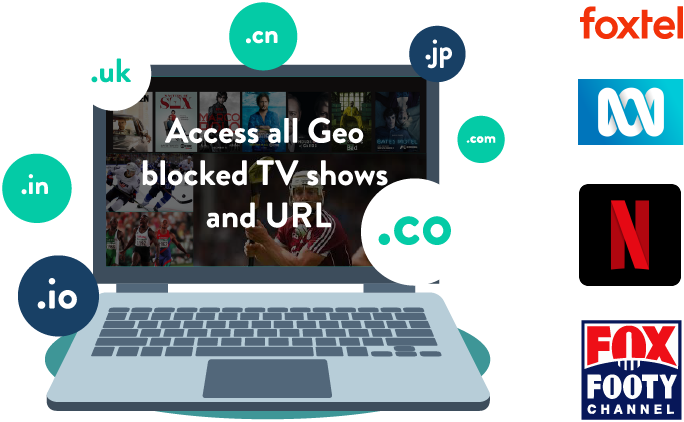 .cn
.jp
.uk
.com
Access all Geo
blocked TV shows
and URL
.in
.co
.io
foxtel
N
FOX
FOOTY
CHANNEL